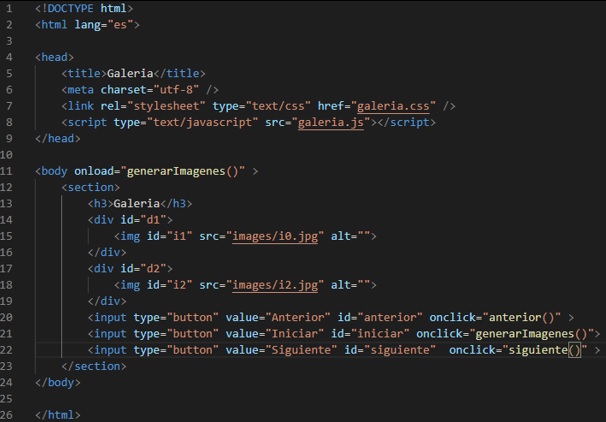 1 <!DOCTYPE html>
2 <html lang="es">
3
4 <head>
5 <title>Galeria</title>
6 <meta charset="utf-8" />
7 <link rel="stylesheet" type="text/css" href="galeria.css" />
8 <script type="text/javascript" src="galeria.js"></script>
9 </head>
10
11 <body onload="generarImagenes()" >
12 <section>
13 <h3>Galeria</h3>
14 <div id="d1">
15 <img id="i1" src="images/i0.jpg" alt="">
16 </div>
17 <div id="d2">
18 <img id="i2" src="images/i2.jpg" alt="">
19 </div>
20 <input type="button" value="Anterior" id="anterior" onclick="anterior()" >
21 <input type="button" value="Iniciar" id="iniciar" onclick="generarImagenes()">
22 <input type="button" value="Siguiente" id="siguiente"  onclick="siguiente()" >
23 </section>
24 </body>
25
26 </html>